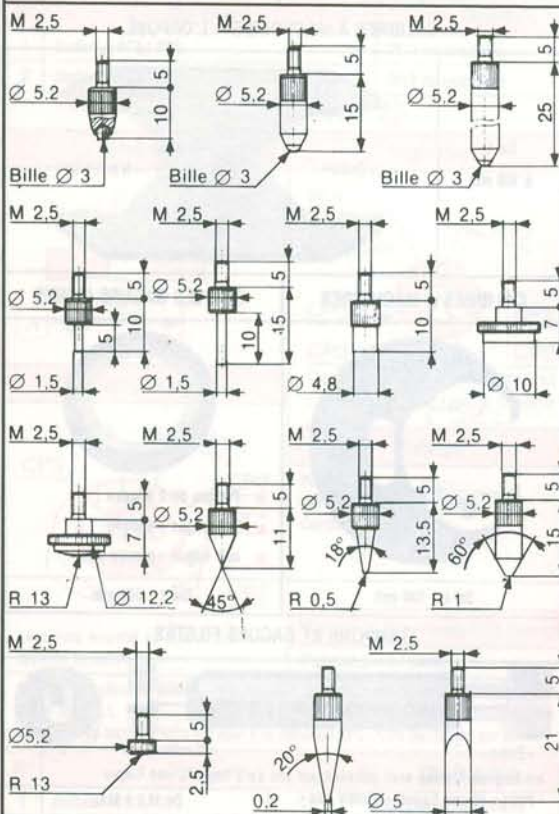 M 2,5 M 2,5 M 2,5
5 5 5
Ø 5,2 Ø 5,2 Ø 5,2
10 15 25
Bille Ø 3 Bille Ø 3 Bille Ø 3
M 2,5 M 2,5 M 2,5 M 2,5
5 5 5 5
Ø 5,2 Ø 5,2
5 10 10 15 10 7
Ø 1,5 Ø 1,5 Ø 4,8 Ø 10
M 2,5 M 2,5 M 2,5 M 2,5
5 5 5 5
Ø 5,2 Ø 5,2 Ø 5,2
7 11 18° 13,5 60° 15
R 13 Ø 12,2 45° R 0,5 R 1
M 2,5 M 2,5
5 5
Ø5,2 21
R 13 2,5 20°
0,2 Ø 5